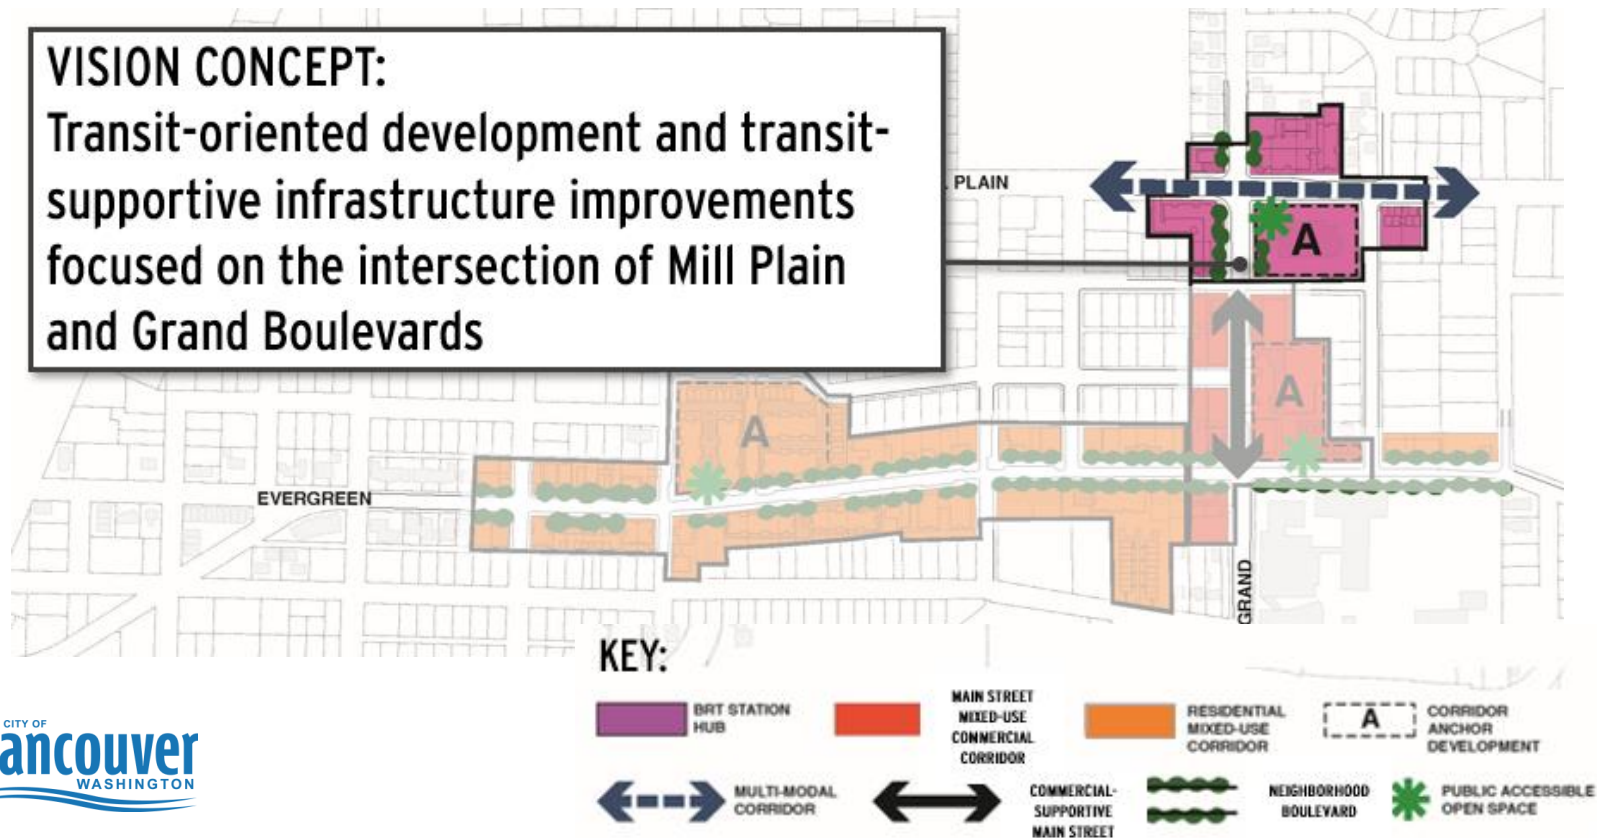 VISION CONCEPT:
Transit-oriented development and transit-
supportive infrastructure improvements
focused on the intersection of Mill Plain
and Grand Boulevards
PLAIN
A
A
A
EVERGREEN
GRAND
KEY:
BRT STATION
HUB
MAIN STREET
MIXED-USE
COMMERCIAL
CORRIDOR
RESIDENTIAL
MIXED-USE
CORRIDOR
A
CORRIDOR
ANCHOR
DEVELOPMENT
MULTI-MODAL
CORRIDOR
COMMERCIAL-
SUPPORTIVE
MAIN STREET
NEIGHBORHOOD
BOULEVARD
PUBLIC ACCESSIBLE
OPEN SPACE
CITY OF
ancouver
WASHINGTON